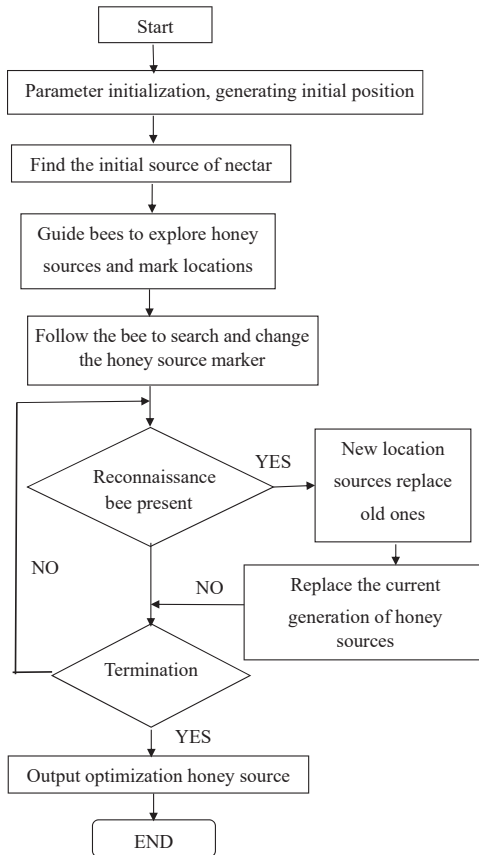 Start
Parameter initialization, generating initial position
Find the initial source of nectar
Guide bees to explore honey
sources and mark locations
Follow the bee to search and change
the honey source marker
Reconnaissance
bee present
YES
New location
sources replace
old ones
NO
NO
Replace the current
generation of honey
sources
Termination
YES
Output optimization honey source
END